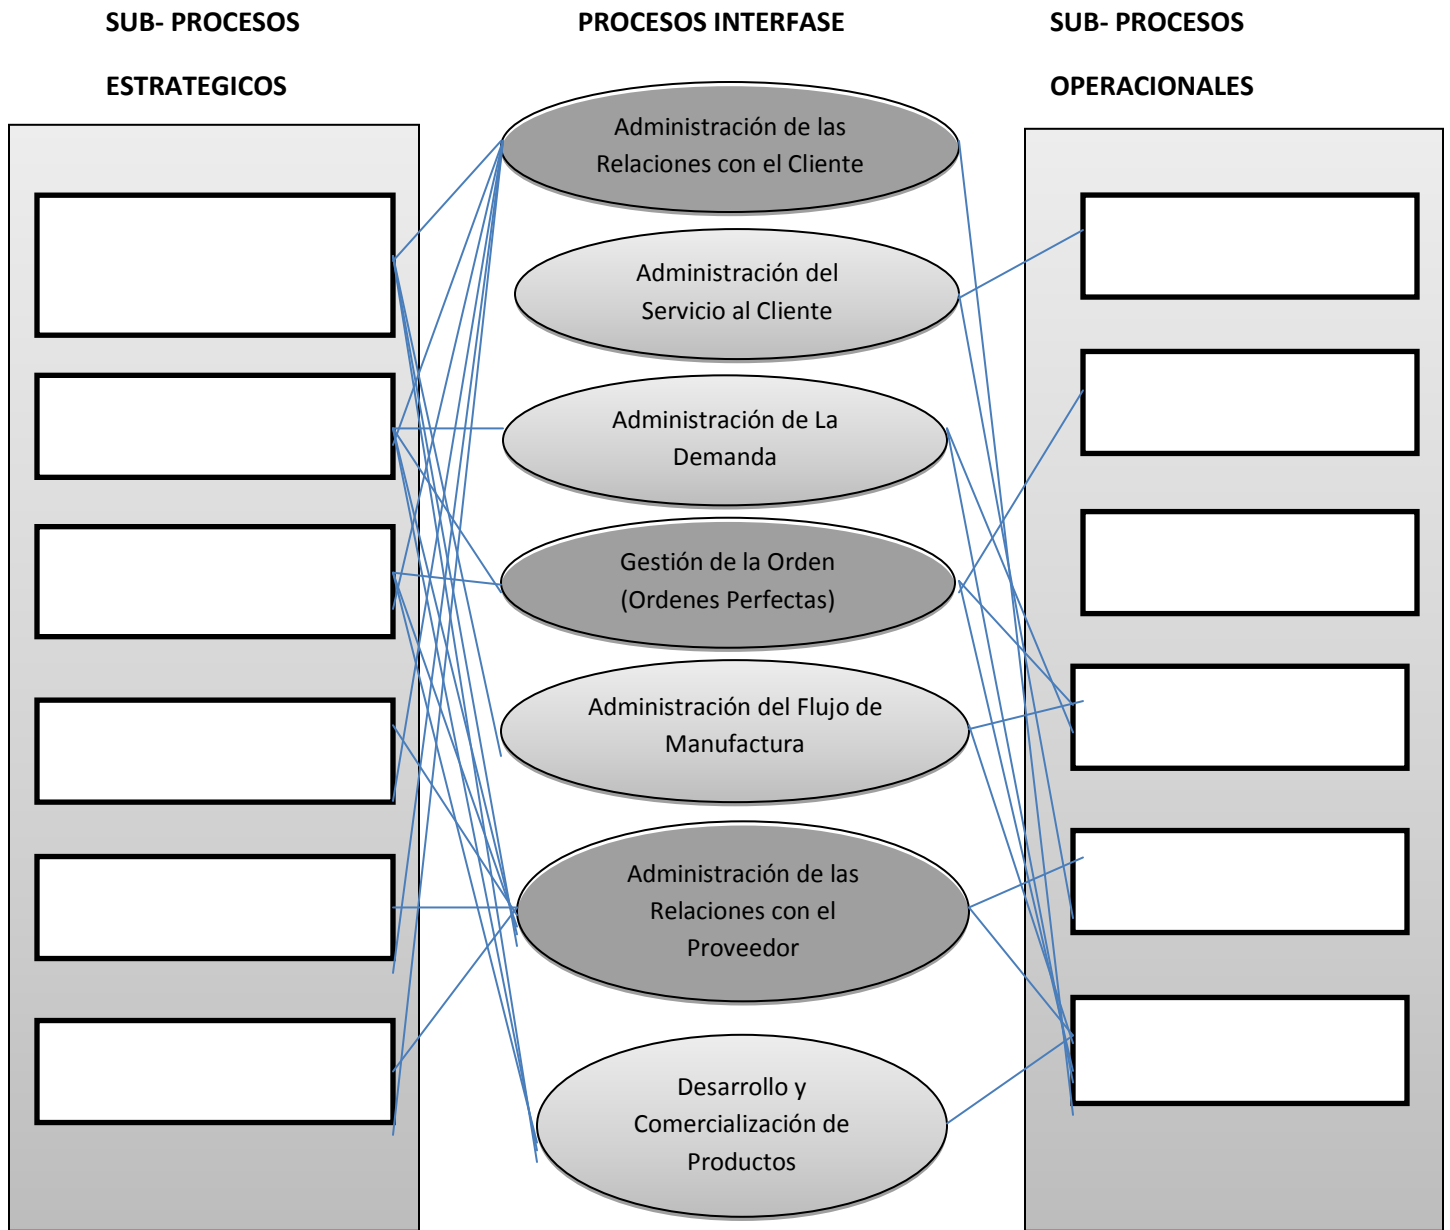 SUB- PROCESOS
ESTRATEGICOS
PROCESOS INTERFASE
SUB- PROCESOS
OPERACIONALES
Administración de las
Relaciones con el Cliente
Administración del
Servicio al Cliente
Administración de La
Demanda
Gestión de la Orden
(Ordenes Perfectas)
Administración del Flujo de
Manufactura
Administración de las
Relaciones con el
Proveedor
Desarrollo y
Comercialización de
Productos